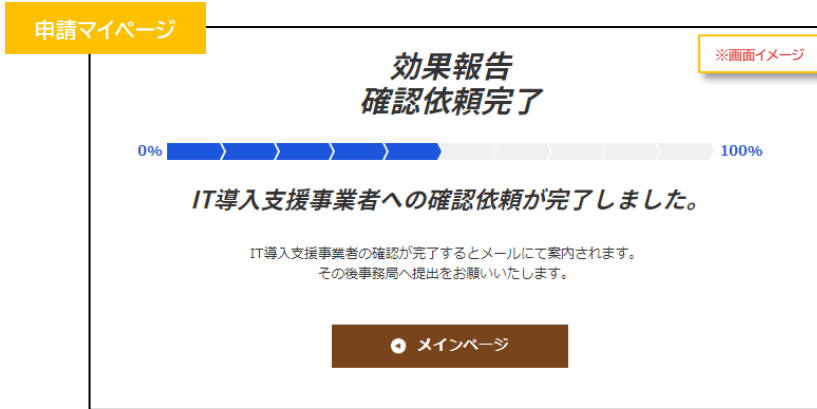 申請マイページ
※画面イメージ
効果報告
確認依頼完了
0%
100%
IT導入支援事業者への確認依頼が完了しました。
IT導入支援事業者の確認が完了するとメールにて案内されます。
その後事務局へ提出をお願いいたします。
メインページ